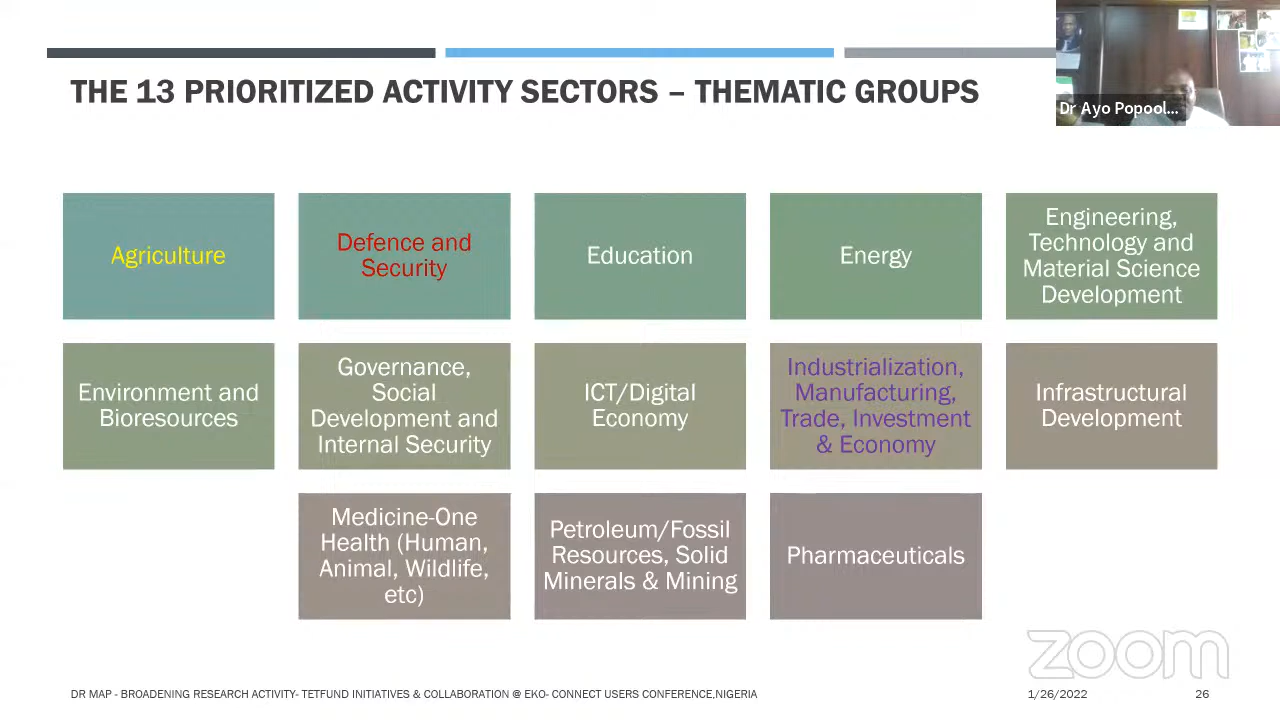 THE 13 PRIORITIZED ACTIVITY SECTORS – THEMATIC GROUPS
Dr Ayo Popool...
Agriculture
Defence and
Security
Education
Energy
Engineering,
Technology and
Material Science
Development
Environment and
Bioresources
Governance,
Social
Development and
Internal Security
ICT/Digital
Economy
Industrialization,
Manufacturing,
Trade, Investment
& Economy
Infrastructural
Development
Medicine-One
Health (Human,
Animal, Wildlife,
etc)
Petroleum/Fossil
Resources, Solid
Minerals & Mining
Pharmaceuticals
zoom
DR MAP - BROADENING RESEARCH ACTIVITY- TETFUND INITIATIVES & COLLABORATION @ EKO- CONNECT USERS CONFERENCE,NIGERIA
1/26/2022
26